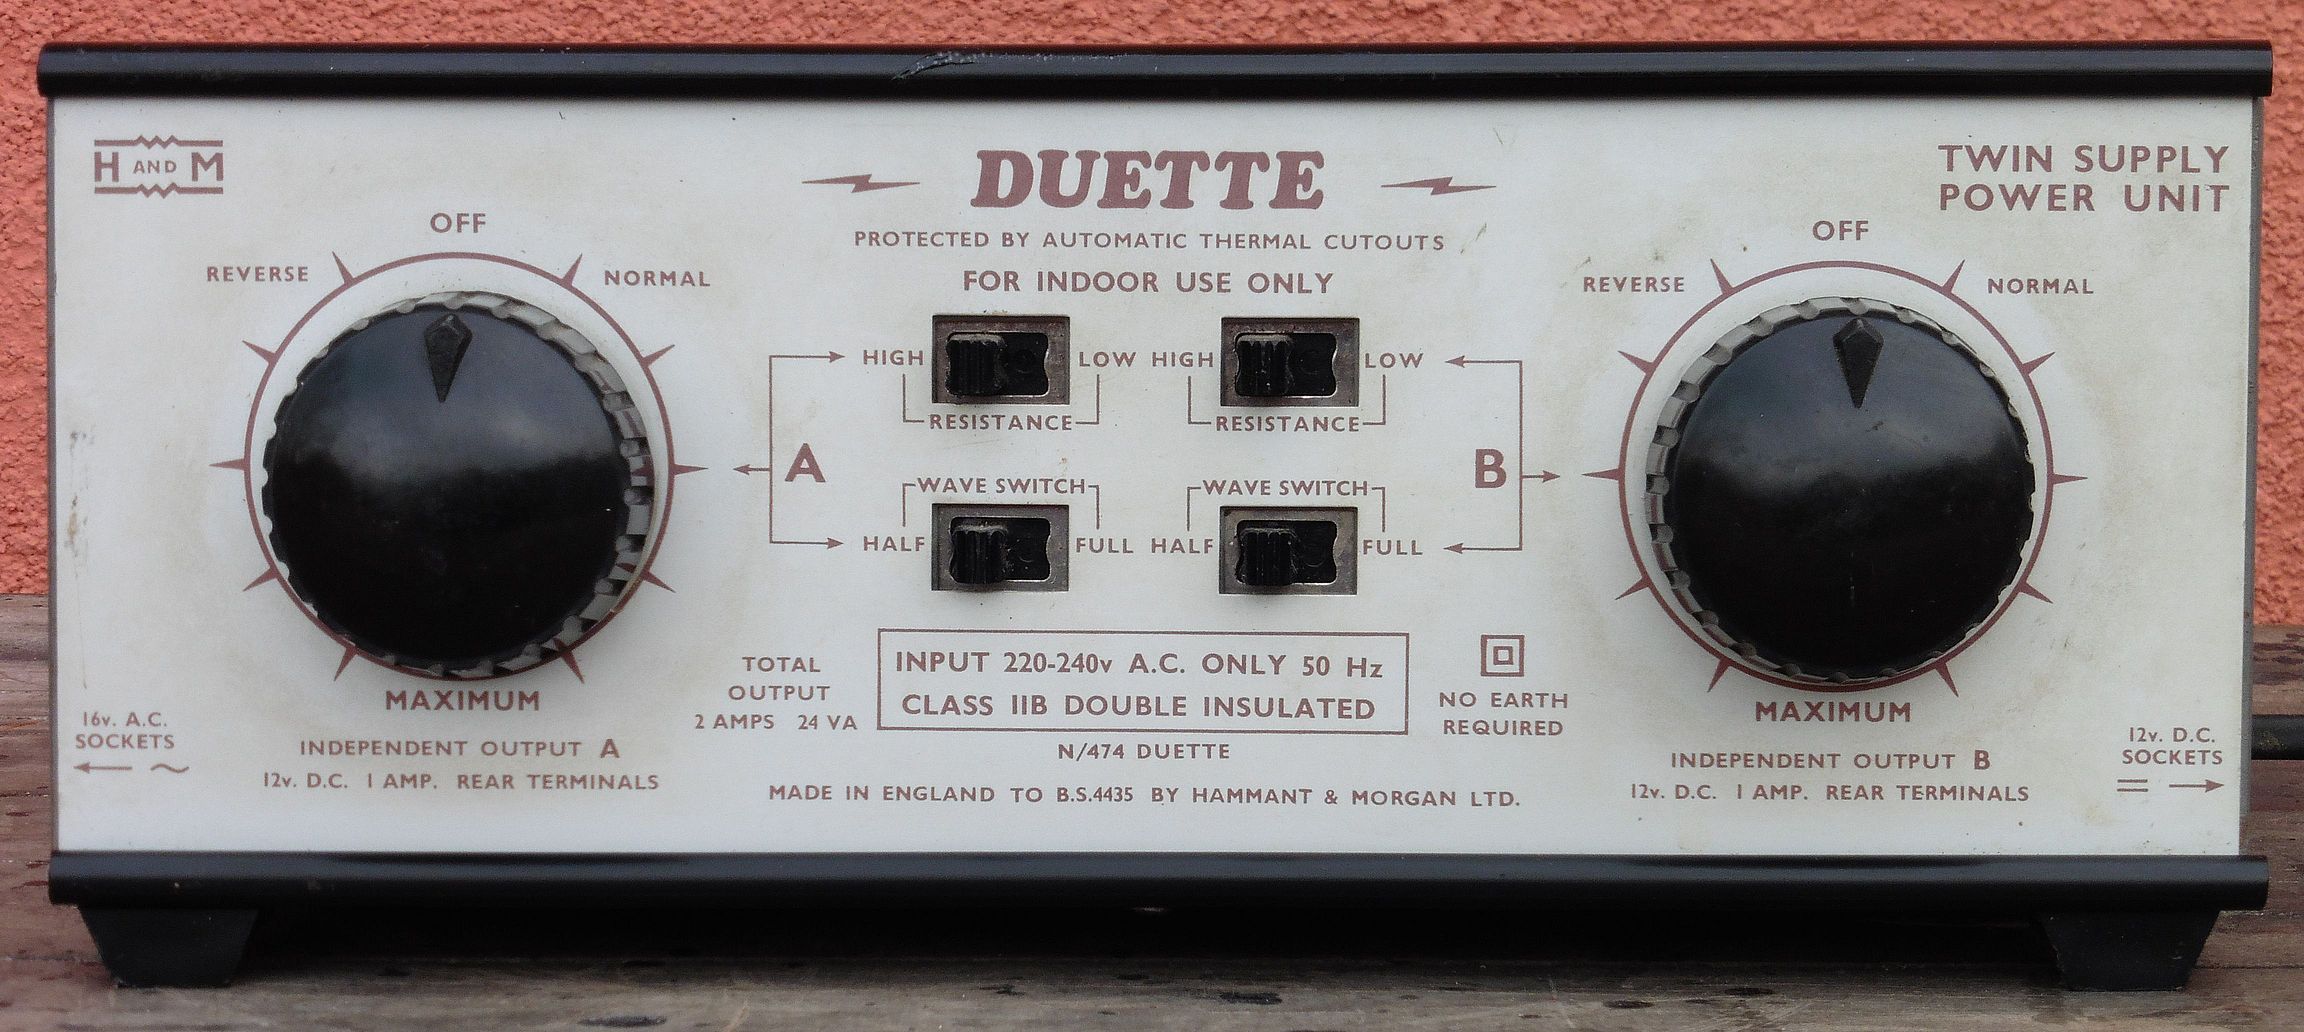 H AND M
DUETTE
TWIN SUPPLY
POWER UNIT
PROTECTED BY AUTOMATIC THERMAL CUTOUTS
FOR INDOOR USE ONLY
OFF
REVERSE
NORMAL
MAXIMUM
INDEPENDENT OUTPUT A
12v. D.C. 1 AMP. REAR TERMINALS
16v. A.C.
SOCKETS
A
HIGH LOW
RESISTANCE
WAVE SWITCH
HALF FULL
HIGH LOW
RESISTANCE
WAVE SWITCH
HALF FULL
B
TOTAL
OUTPUT
2 AMPS 24 VA
INPUT 220-240v A.C. ONLY 50 Hz
CLASS IIB DOUBLE INSULATED
NO EARTH
REQUIRED
N/474 DUETTE
MADE IN ENGLAND TO B.S.4435 BY HAMMANT & MORGAN LTD.
OFF
REVERSE
NORMAL
MAXIMUM
INDEPENDENT OUTPUT B
12v. D.C. 1 AMP. REAR TERMINALS
12v. D.C.
SOCKETS